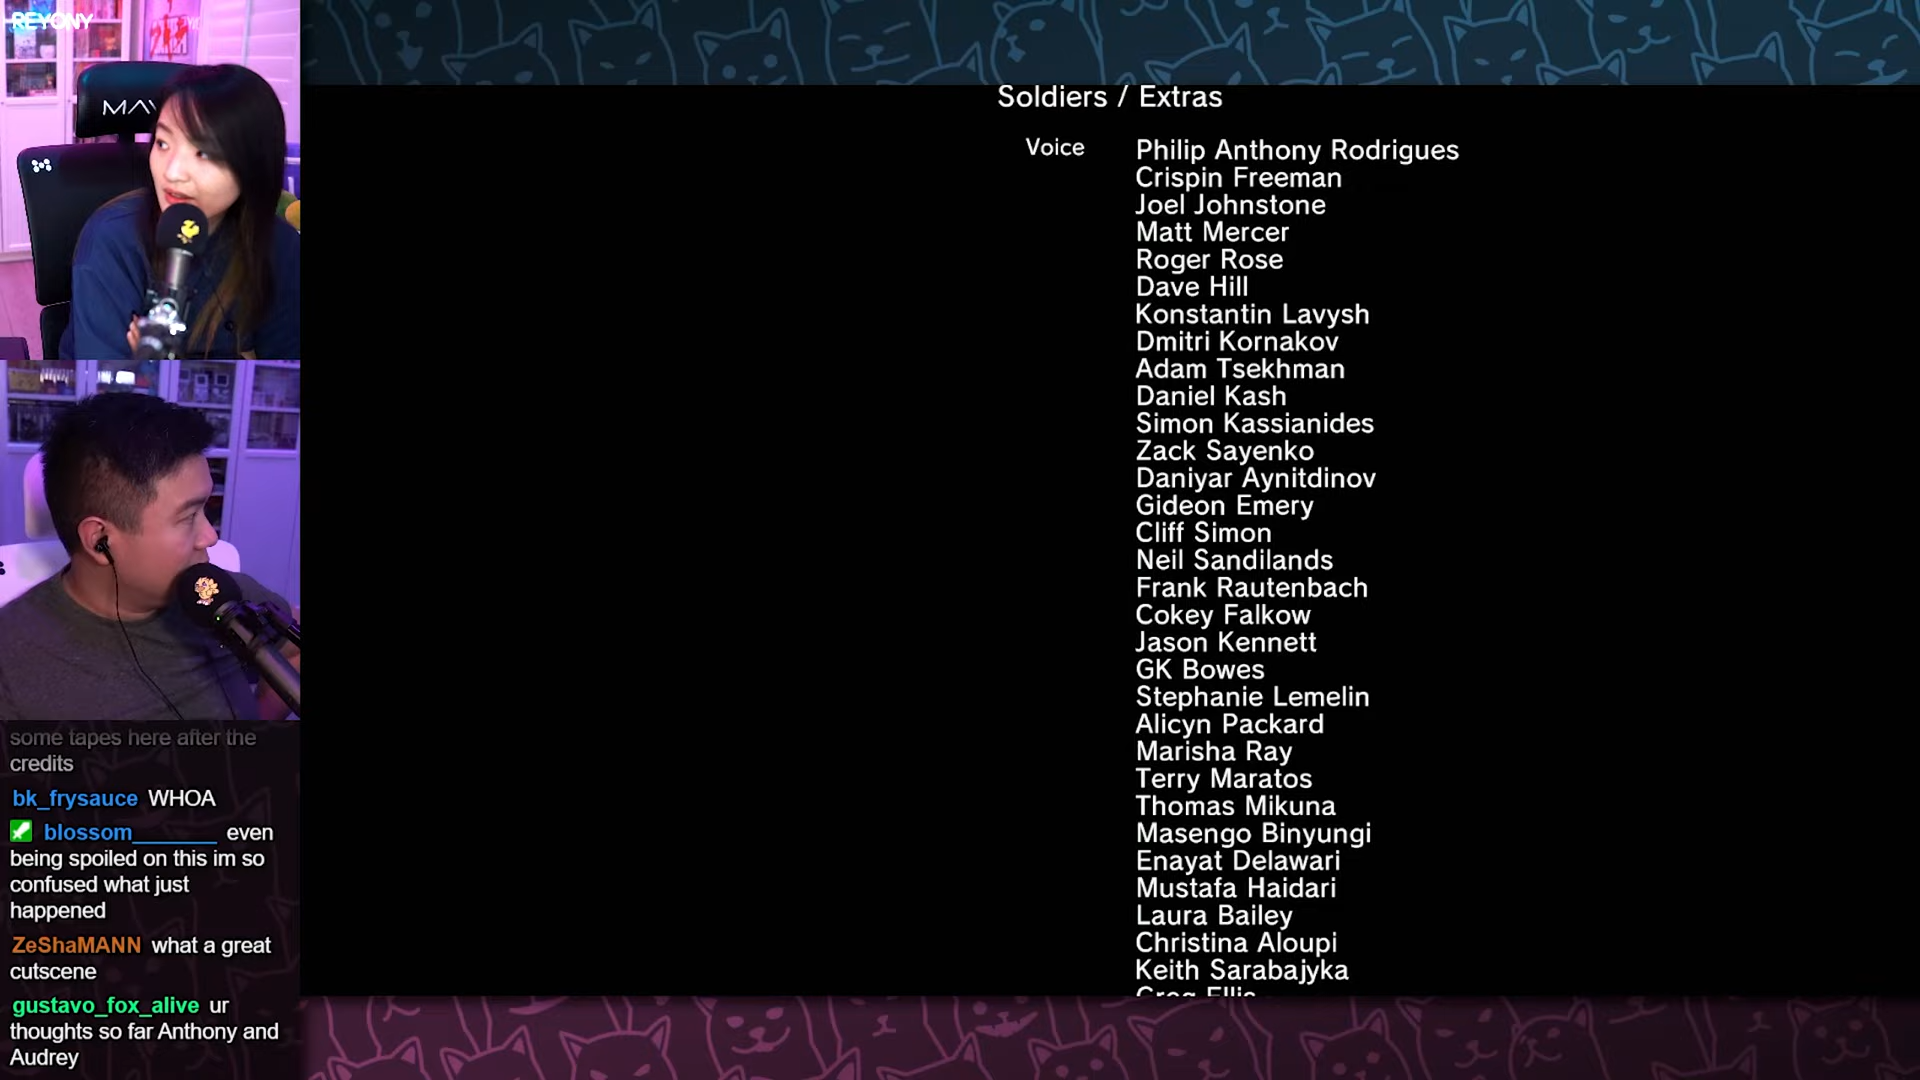 REYONY
MAV
Soldiers / Extras
Voice
Philip Anthony Rodrigues
Crispin Freeman
Joel Johnstone
Matt Mercer
Roger Rose
Dave Hill
Konstantin Lavysh
Dmitri Kornakov
Adam Tsekhman
Daniel Kash
Simon Kassianides
Zack Sayenko
Daniyar Aynitdinov
Gideon Emery
Cliff Simon
Neil Sandilands
Frank Rautenbach
Cokey Falkow
Jason Kennett
GK Bowes
Stephanie Lemelin
Alicyn Packard
Marisha Ray
Terry Maratos
Thomas Mikuna
Masengo Binyungi
Enayat Delawari
Mustafa Haidari
Laura Bailey
Christina Aloupi
Keith Sarabajyka
Greg Ellis
some tapes here after the
credits
bk_frysauce WHOA
blossom_______ even
being spoiled on this im so
confused what just
happened
ZeShaMANN what a great
cutscene
gustavo_fox_alive ur
thoughts so far Anthony and
Audrey